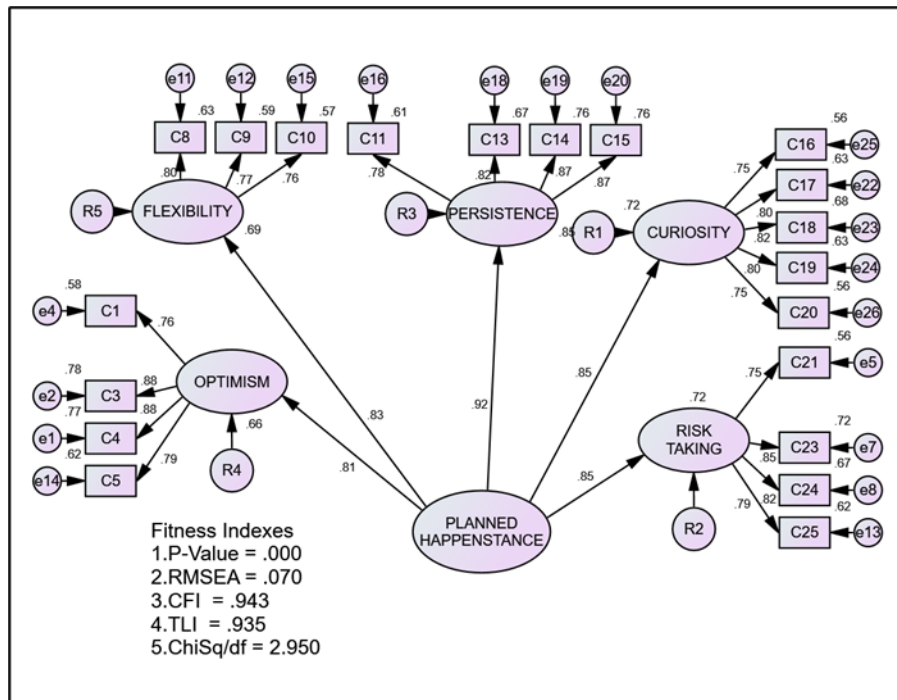 e11 e12 e15 e16 e18 e19 e20
.63 .59 .57 .61 .67 .76 .76
C8 C9 C10 C11 C13 C14 C15
.80 .77 .76 .78 .82 .87 .87
R5 FLEXIBILITY
.69
R3 PERSISTENCE
.85
R1 .72 CURIOSITY
.56
C16 e25
.75 .63
C17 e22
.80 .68
C18 e23
.82 .63
C19 e24
.80 .56
C20 e26
.75
.58
e4 C1
.76
.78
e2 C3
.88
.77
e1 C4
.88
.62
e14 C5
.79
OPTIMISM
.66
R4
.81
.83
.92
.85
.85
PLANNED
HAPPENSTANCE
.72
RISK
TAKING
R2
.56
C21 e5
.75
.72
C23 e7
.85 .67
C24 e8
.82 .62
C25 e13
.79
Fitness Indexes
1.P-Value = .000
2.RMSEA = .070
3.CFI = .943
4.TLI = .935
5.ChiSq/df = 2.950